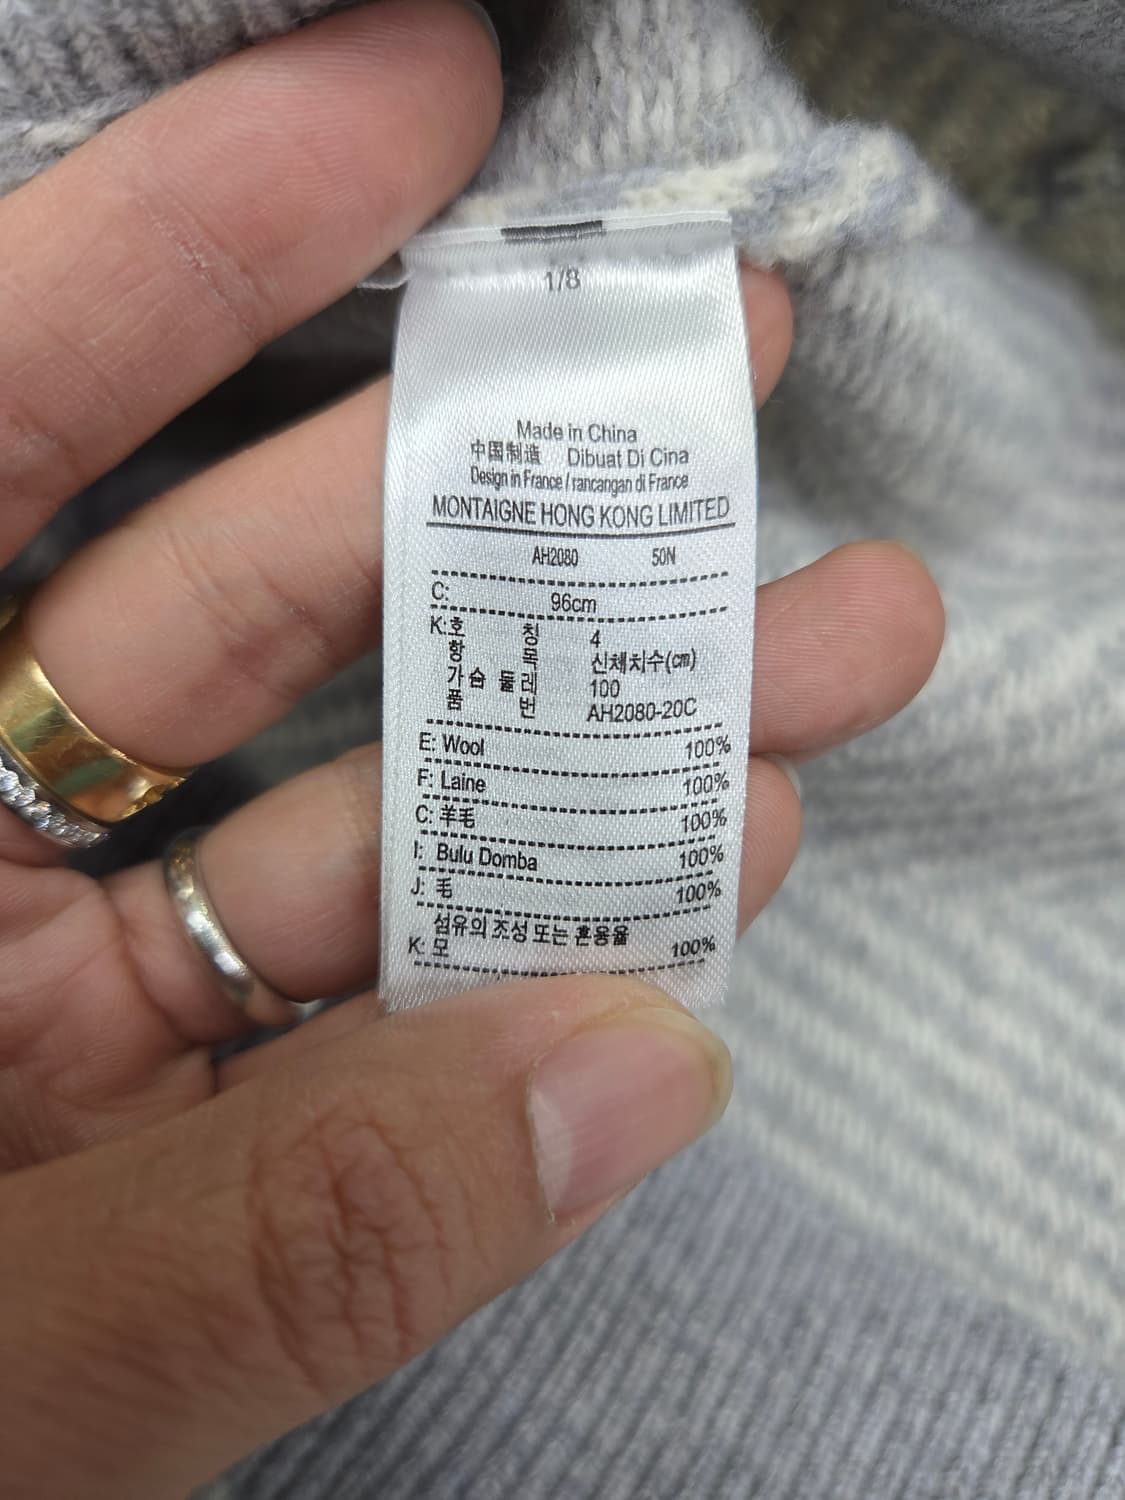 1/8
Made in China
中国制造 Dibuat Di Cina
Design in France / rancangan di France
MONTAIGNE HONG KONG LIMITED
AH2080 50N
C: 96cm
K:호 칭 4
항 목 신체치수(cm)
가슴 둘레 100
품 번 AH2080-20C
E: Wool 100%
F: Laine 100%
C: 羊毛 100%
I: Bulu Domba 100%
J: 毛 100%
섬유의 조성 또는 혼용율
K: 모 100%